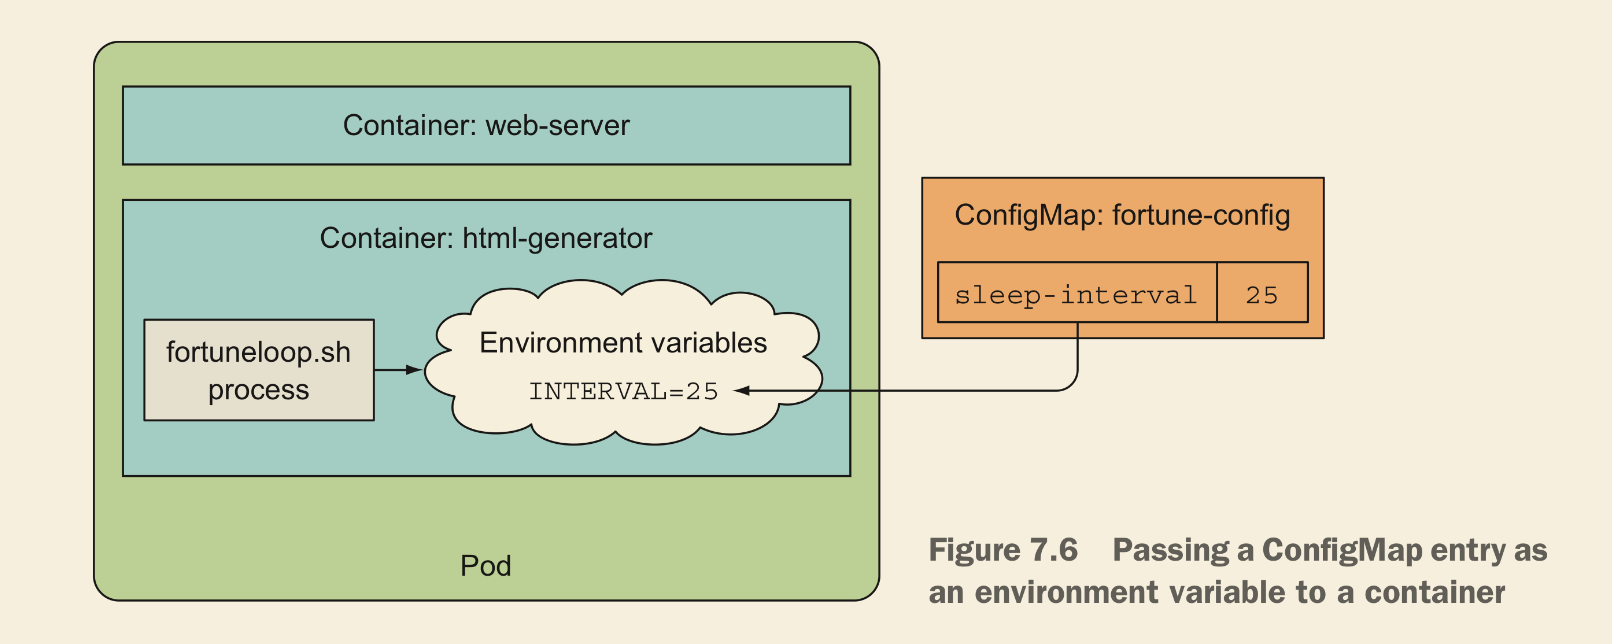 Container: web-server
Container: html-generator
fortuneloop.sh
process
Environment variables
INTERVAL=25
Pod
ConfigMap: fortune-config
sleep-interval 25
Figure 7.6 Passing a ConfigMap entry as
an environment variable to a container